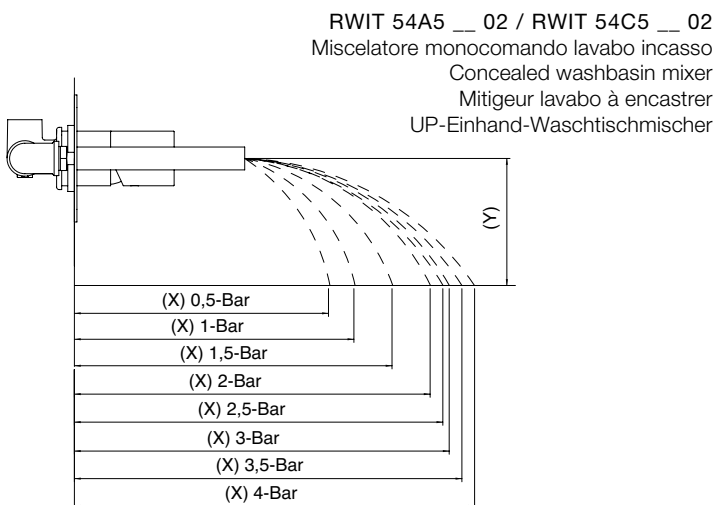 RWIT 54A5 __ 02 / RWIT 54C5 __ 02
Miscelatore monocomando lavabo incasso
Concealed washbasin mixer
Mitigeur lavabo à encastrer
UP-Einhand-Waschtischmischer
(Y)
(X) 0,5-Bar
(X) 1-Bar
(X) 1,5-Bar
(X) 2-Bar
(X) 2,5-Bar
(X) 3-Bar
(X) 3,5-Bar
(X) 4-Bar